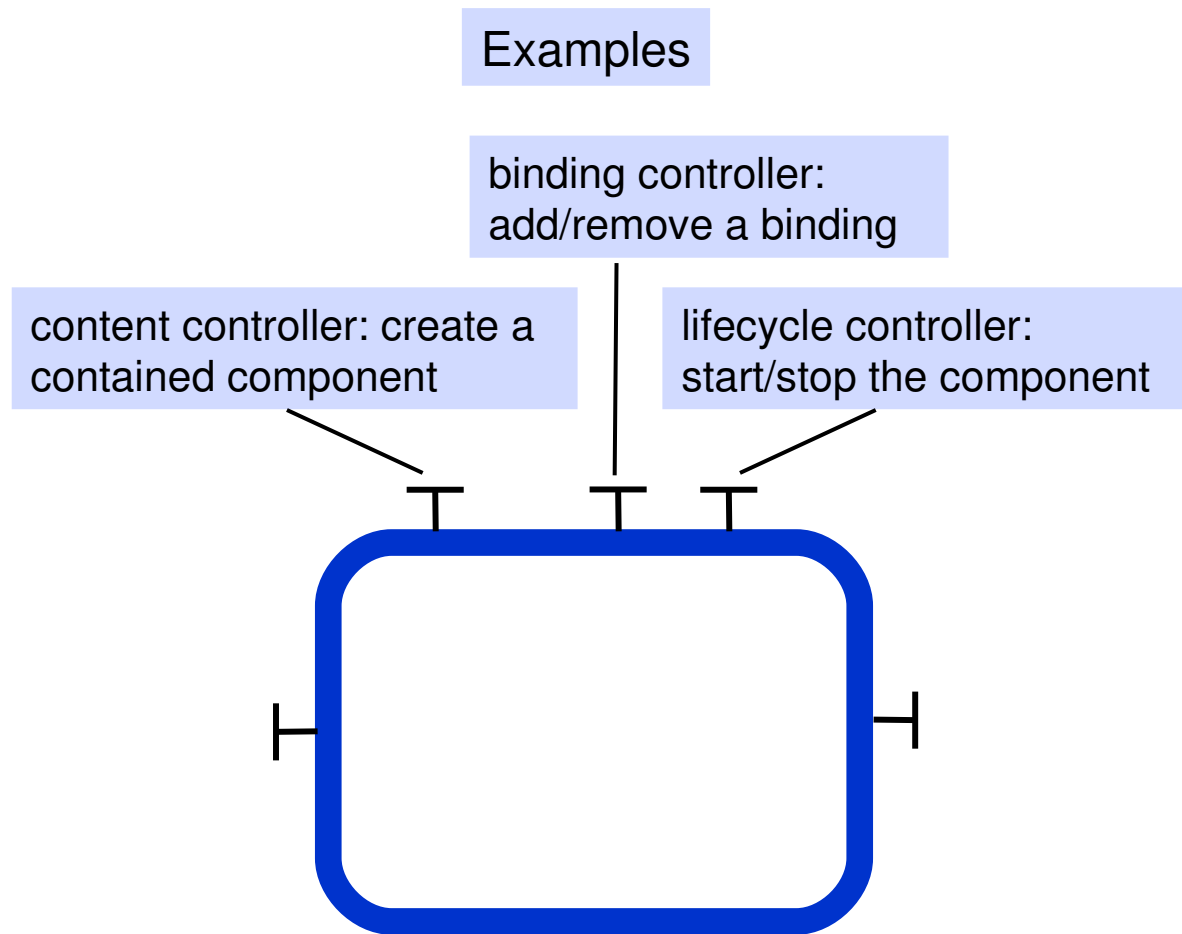 Examples
binding controller:
add/remove a binding
content controller: create a
contained component
lifecycle controller:
start/stop the component